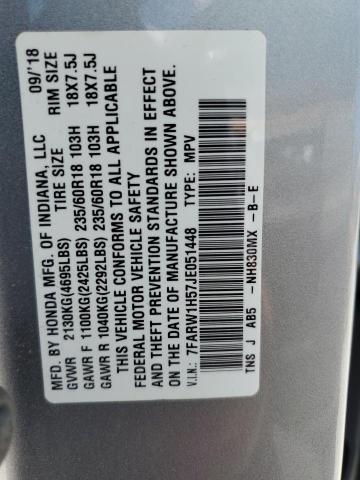 MFD. BY HONDA MFG. OF INDIANA, LLC 09/'18
TIRE SIZE RIM SIZE
GVWR 2130KG(4695LBS)
GAWR F 1100KG(2425LBS) 235/60R18 103H 18X7.5J
GAWR R 1040KG(2292LBS) 235/60R18 103H 18X7.5J
THIS VEHICLE CONFORMS TO ALL APPLICABLE
FEDERAL MOTOR VEHICLE SAFETY
AND THEFT PREVENTION STANDARDS IN EFFECT
ON THE DATE OF MANUFACTURE SHOWN ABOVE.
V.I.N.: 7FARW1H57JE051448 TYPE: MPV
TNS J AB5 -NH830MX -B-E